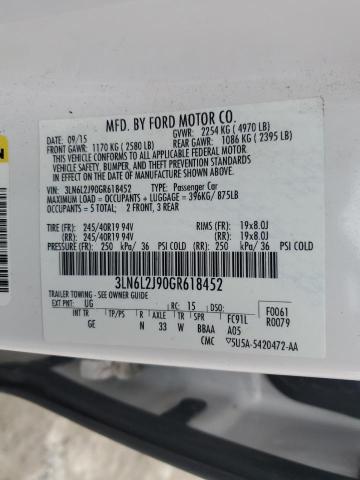 MFD. BY FORD MOTOR CO.
09/15 GVWR: 2254 KG ( 4970 LB)
FRONT GAWR: 1170 KG ( 2580 LB) REAR GAWR: 1086 KG ( 2395 LB)
THIS VEHICLE CONFORMS TO ALL APPLICABLE FEDERAL MOTOR
VEHICLE SAFETY, BUMPER, AND THEFT PREVENTION STANDARDS IN
EFFECT ON THE DATE OF MANUFACTURE SHOWN ABOVE.
VEHICLE: 3LN6L2J90GR618452 TYPE: Passenger Car
MAXIMUM LOAD = OCCUPANTS + LUGGAGE = 396KG/ 875LB
OCCUPANTS = 5 TOTAL: 2 FRONT, 3 REAR
TIRE (FR): 245/40R19 94V RIMS (FR): 19x8.0J
(RR): 245/40R19 94V (RR): 19x8.0J
PRESSURE (FR) 250 kPa/ 36 PSI COLD (RR) 250 kPa/ 36 PSI COLD
3LN6L2J90GR618452
TRAILER TOWING - SEE OWNER GUIDE
EXT PNT: UG RC: 15 DSO: F0061
INT TR TP/PS R AXLE TR SPR FC91L R0079
GE N 33 W BBAA A05
CMC 5U5A-5420472-AA